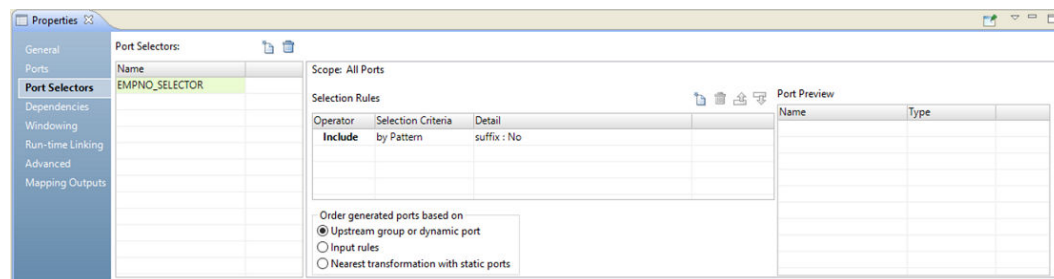 Properties
General
Ports
Port Selectors
Dependencies
Windowing
Run-time Linking
Advanced
Mapping Outputs
Port Selectors:
Name
EMPNO_SELECTOR
Scope: All Ports
Selection Rules
Operator Selection Criteria Detail
Include by Pattern suffix : No
Order generated ports based on
Upstream group or dynamic port
Input rules
Nearest transformation with static ports
Port Preview
Name Type